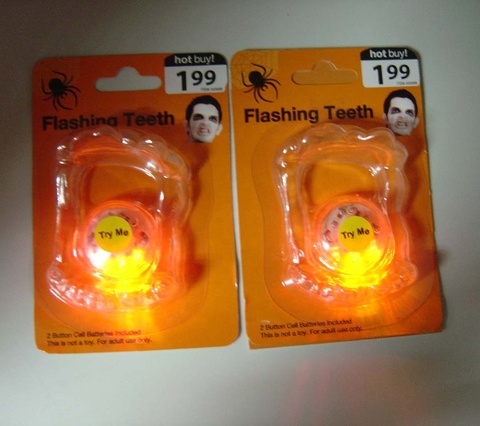 hot buy!
1 99
Flashing Teeth
Try Me
2 Button Cell Batteries Included
This is not a toy. For adult use only.
hot buy!
1 99
Flashing Teeth
Try Me
2 Button Cell Batteries Included
This is not a toy. For adult use only.